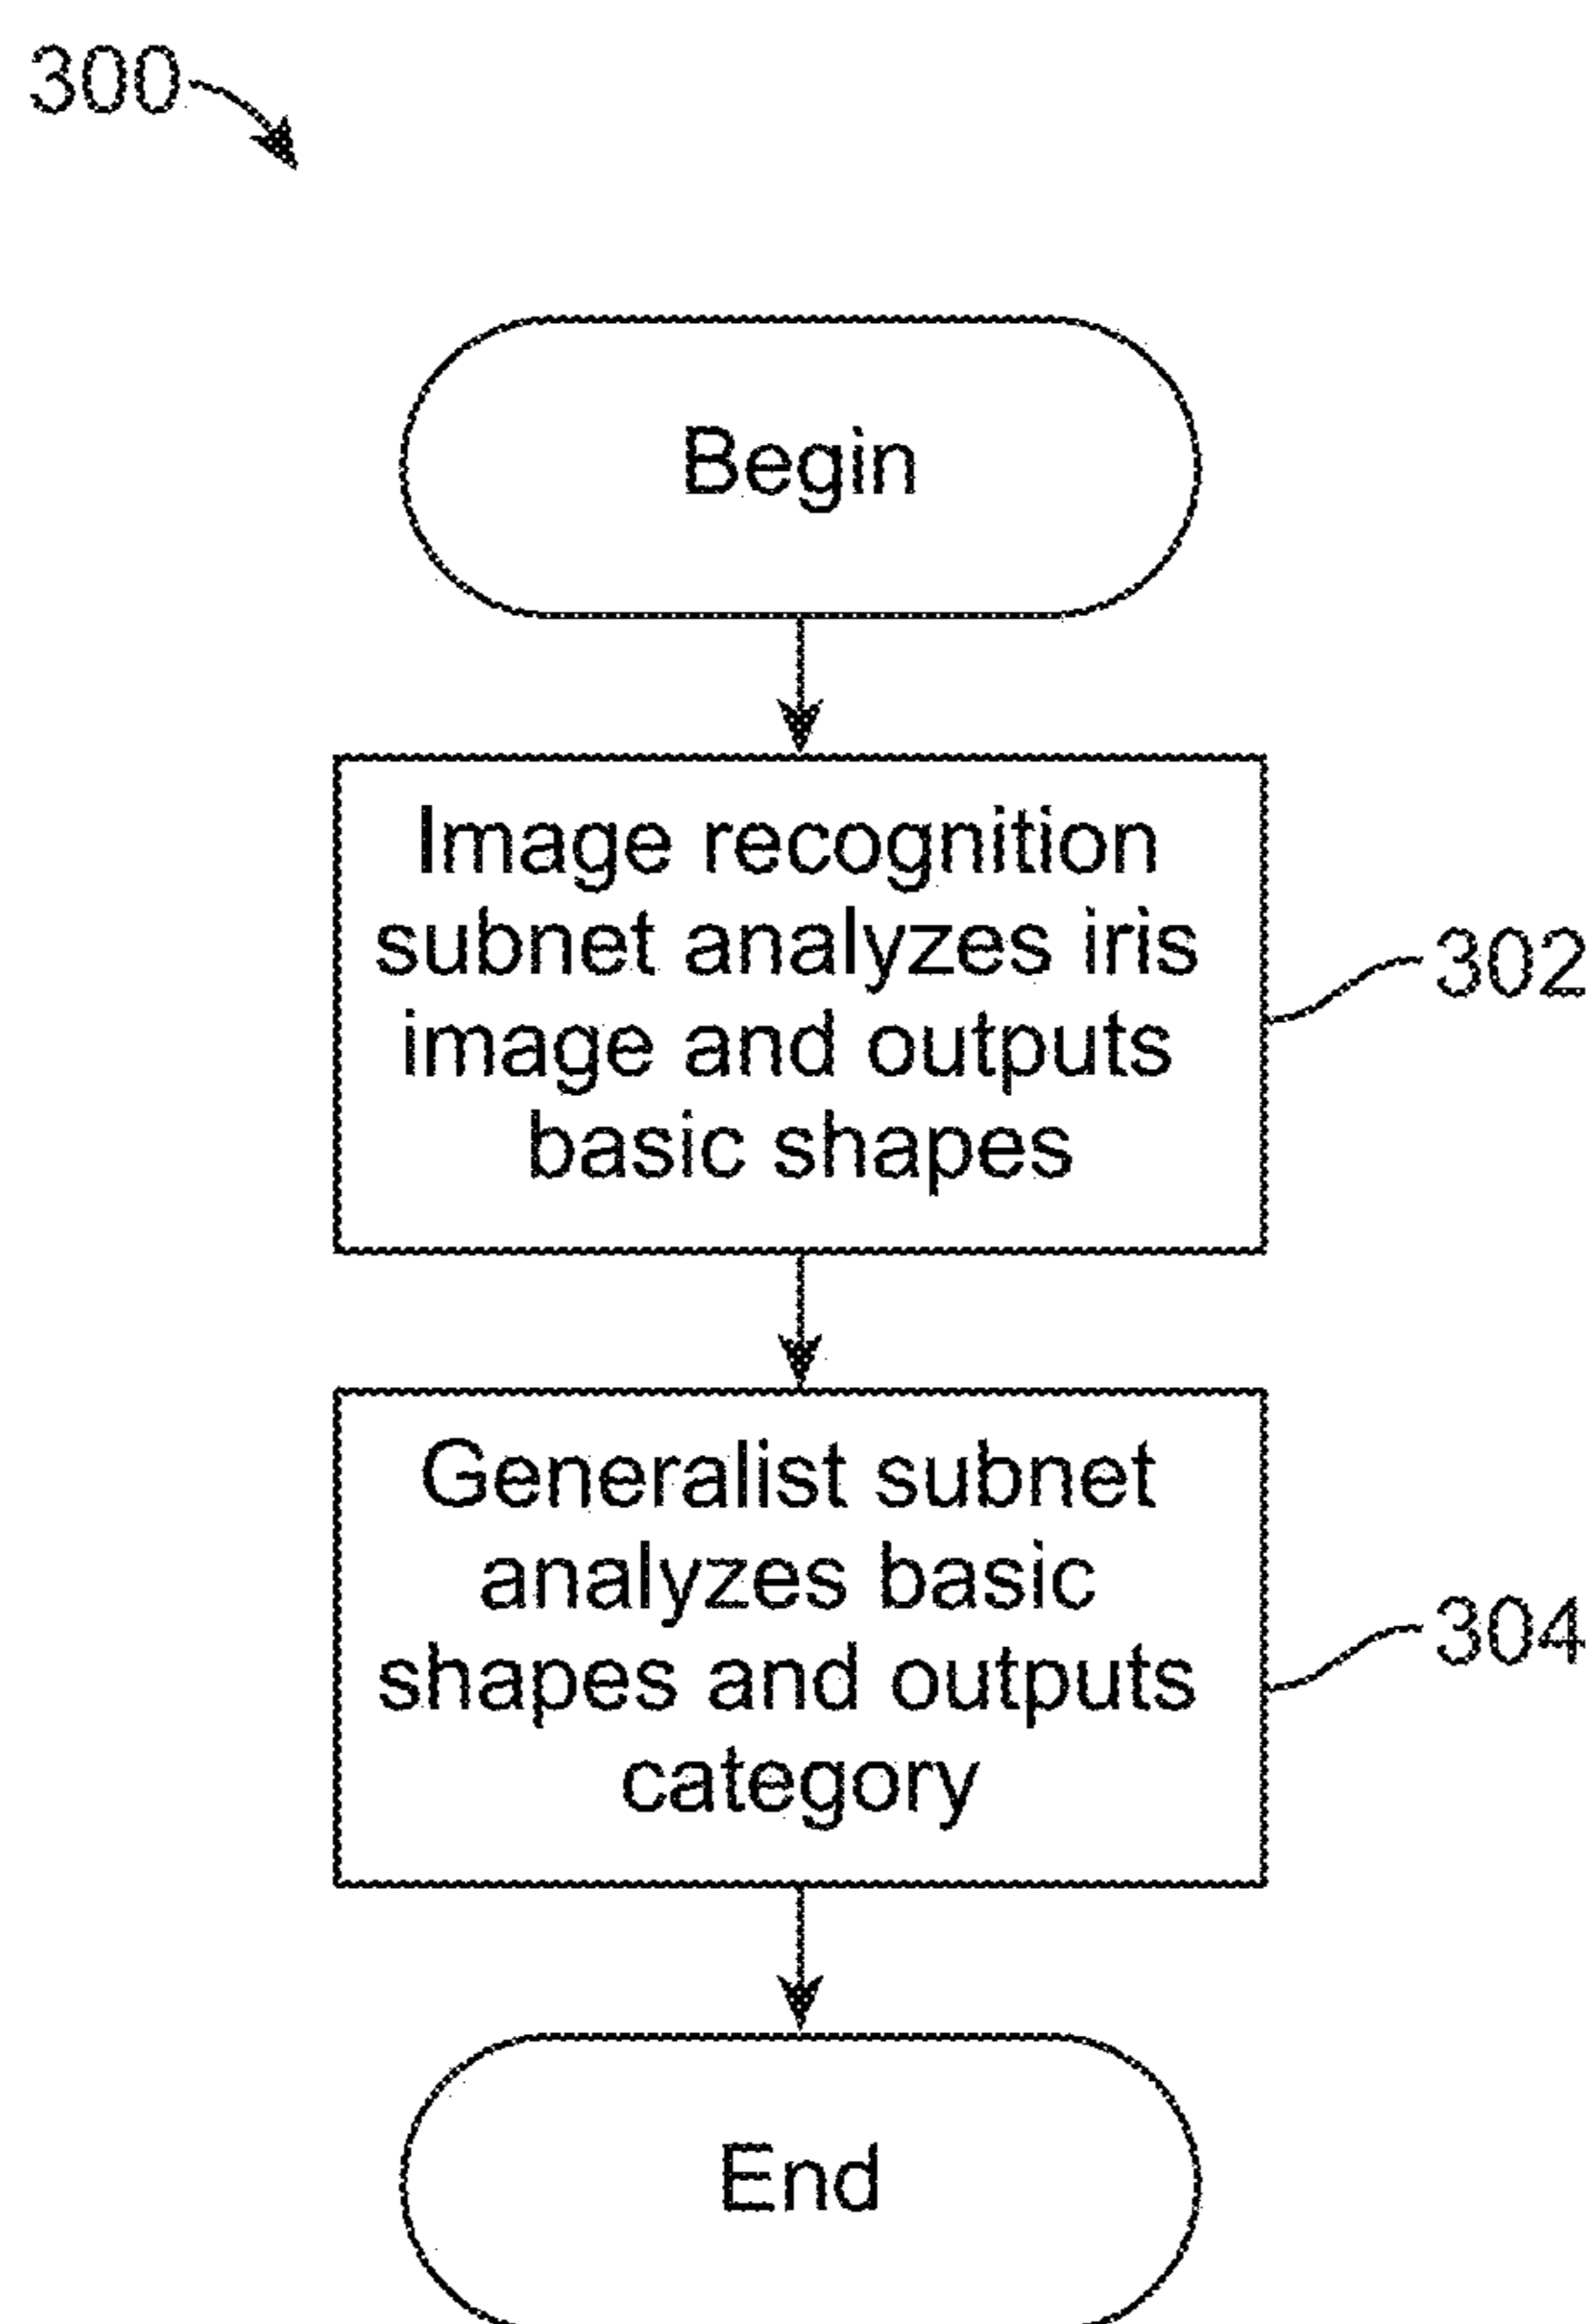 300
Begin
Image recognition
subnet analyzes iris
image and outputs
basic shapes
302
Generalist subnet
analyzes basic
shapes and outputs
category
304
End